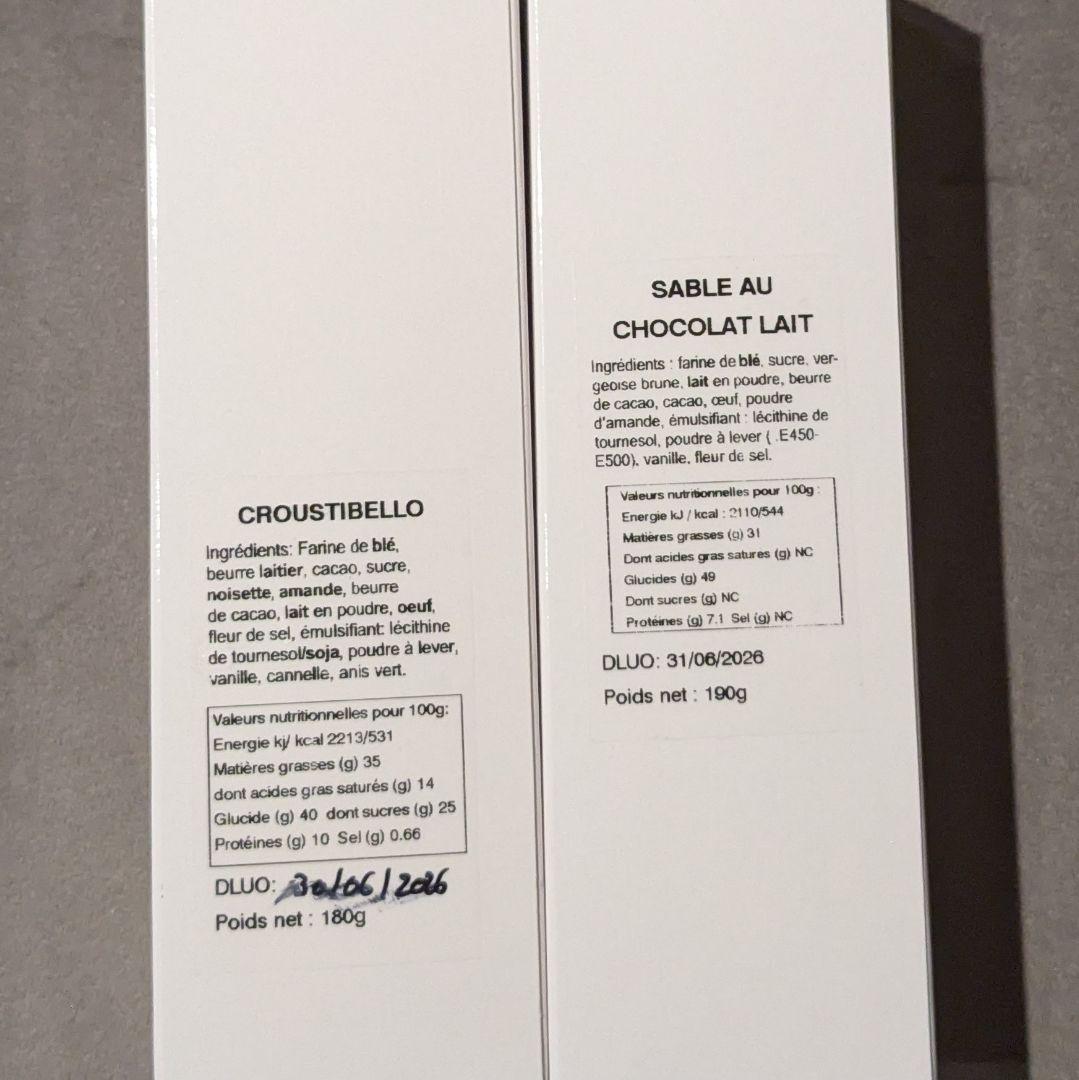 CROUSTIBELLO
Ingrédients: Farine de blé,
beurre laitier, cacao, sucre,
noisette, amande, beurre
de cacao, lait en poudre, oeuf,
fleur de sel, émulsifiant: lécithine
de tournesol/soja, poudre à lever,
vanille, cannelle, anis vert.
Valeurs nutritionnelles pour 100g:
Energie kj/ kcal 2213/531
Matières grasses (g) 35
dont acides gras saturés (g) 14
Glucide (g) 40 dont sucres (g) 25
Protéines (g) 10 Sel (g) 0.66
DLUO: 30/06/2026
Poids net : 180g
SABLE AU
CHOCOLAT LAIT
Ingrédients : farine de blé, sucre, ver-
geoise brune, lait en poudre, beurre
de cacao, cacao, œuf, poudre
d'amande, émulsifiant : lécithine de
tournesol, poudre à lever ( .E450-
E500), vanille, fleur de sel.
Valeurs nutritionnelles pour 100g :
Energie kJ / kcal : 2110/544
Matières grasses (g) 31
Dont acides gras satures (g) NC
Glucides (g) 49
Dont sucres (g) NC
Protéines (g) 7.1 Sel (g) NC
DLUO: 31/06/2026
Poids net : 190g